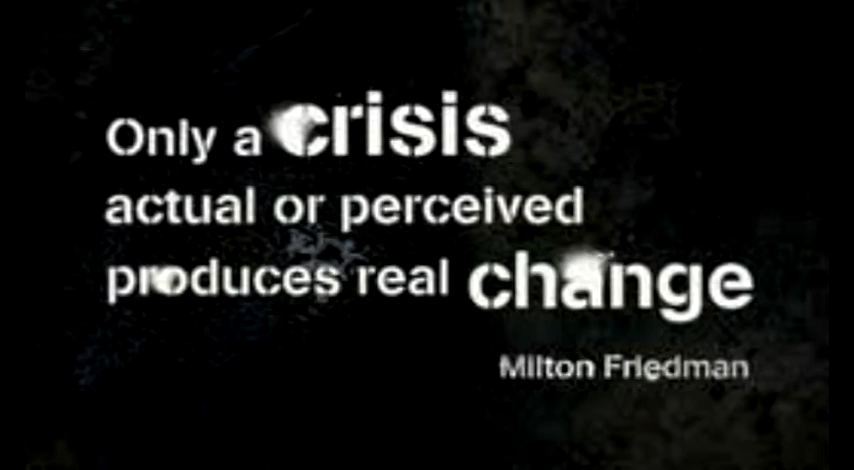 Only a crisis
actual or perceived
produces real change
Milton Friedman